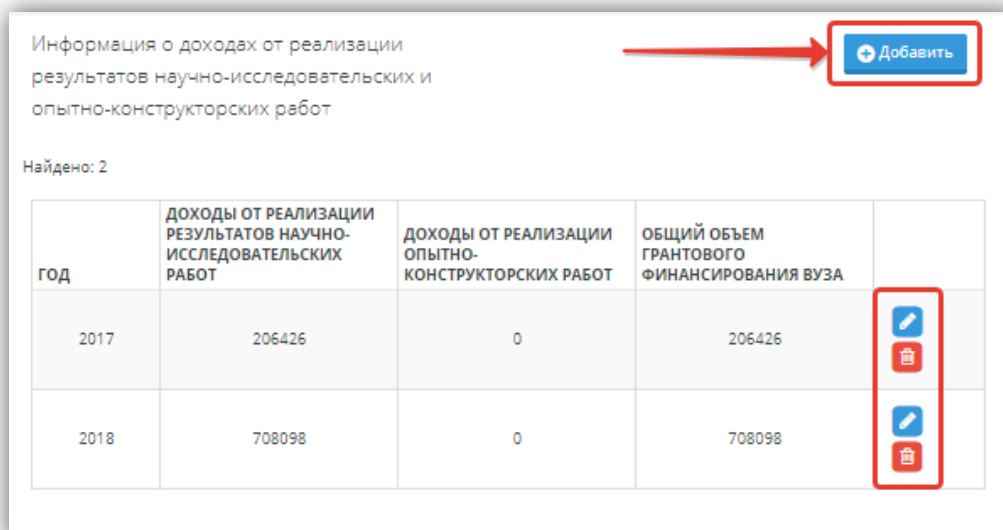 Информация о доходах от реализации
результатов научно-исследовательских и
опытно-конструкторских работ
Добавить
Найдено: 2
ГОД
ДОХОДЫ ОТ РЕАЛИЗАЦИИ
РЕЗУЛЬТАТОВ НАУЧНО-
ИССЛЕДОВАТЕЛЬСКИХ
РАБОТ
ДОХОДЫ ОТ РЕАЛИЗАЦИИ
ОПЫТНО-
КОНСТРУКТОРСКИХ РАБОТ
ОБЩИЙ ОБЪЕМ
ГРАНТОВОГО
ФИНАНСИРОВАНИЯ ВУЗА
2017 206426 0 206426
2018 708098 0 708098